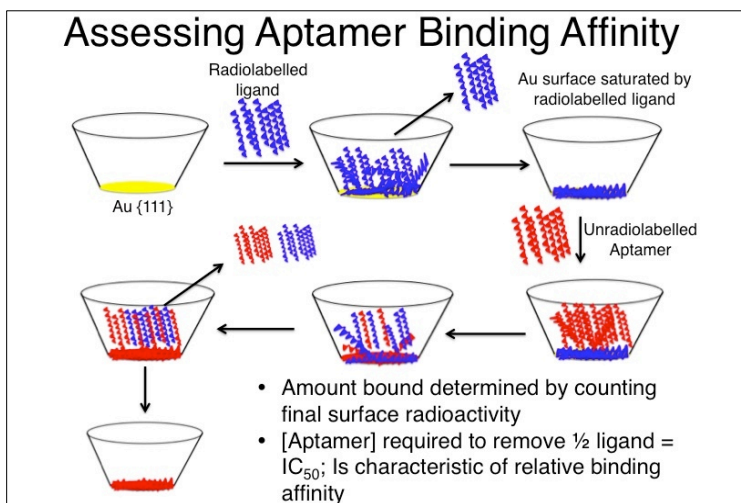 Assessing Aptamer Binding Affinity
Radiolabelled
ligand
Au surface saturated by
radiolabelled ligand
Au {111}
Unradiolabelled
Aptamer
• Amount bound determined by counting
final surface radioactivity
• [Aptamer] required to remove ½ ligand =
IC50; Is characteristic of relative binding
affinity